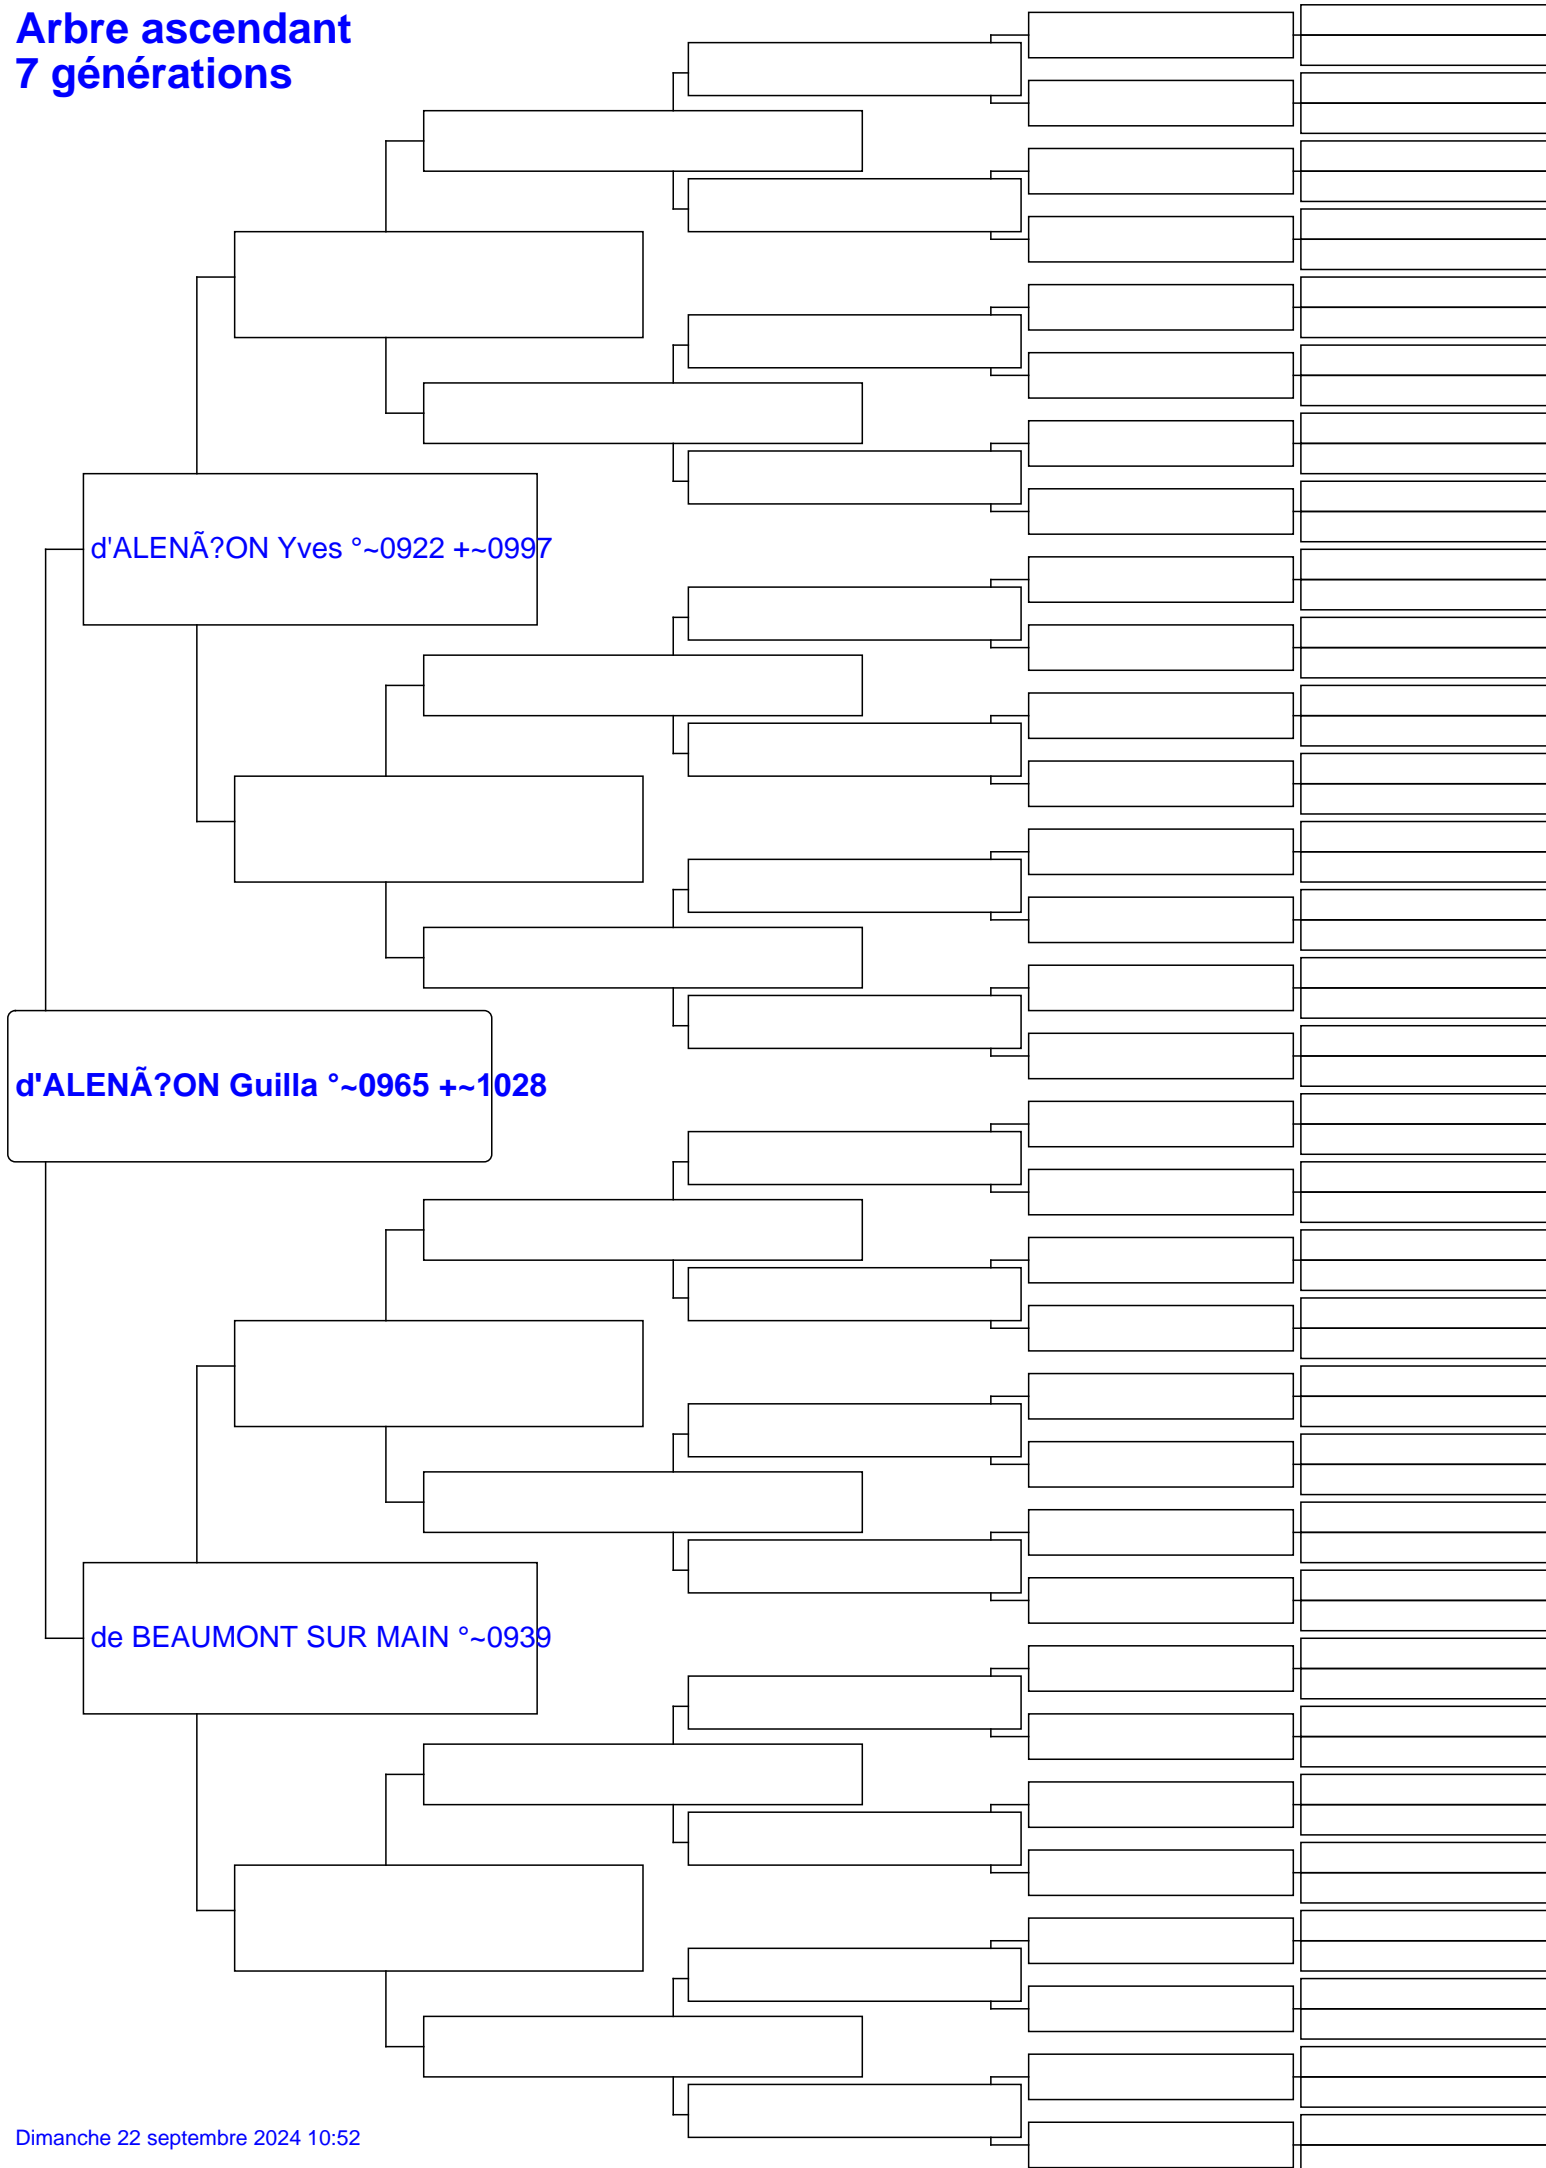 Arbre ascendant
7 générations
d'ALENÃ?ON Yves °~0922 +~0997
d'ALENÃ?ON Guilla °~0965 +~1028
de BEAUMONT SUR MAIN °~0939
Dimanche 22 septembre 2024 10:52